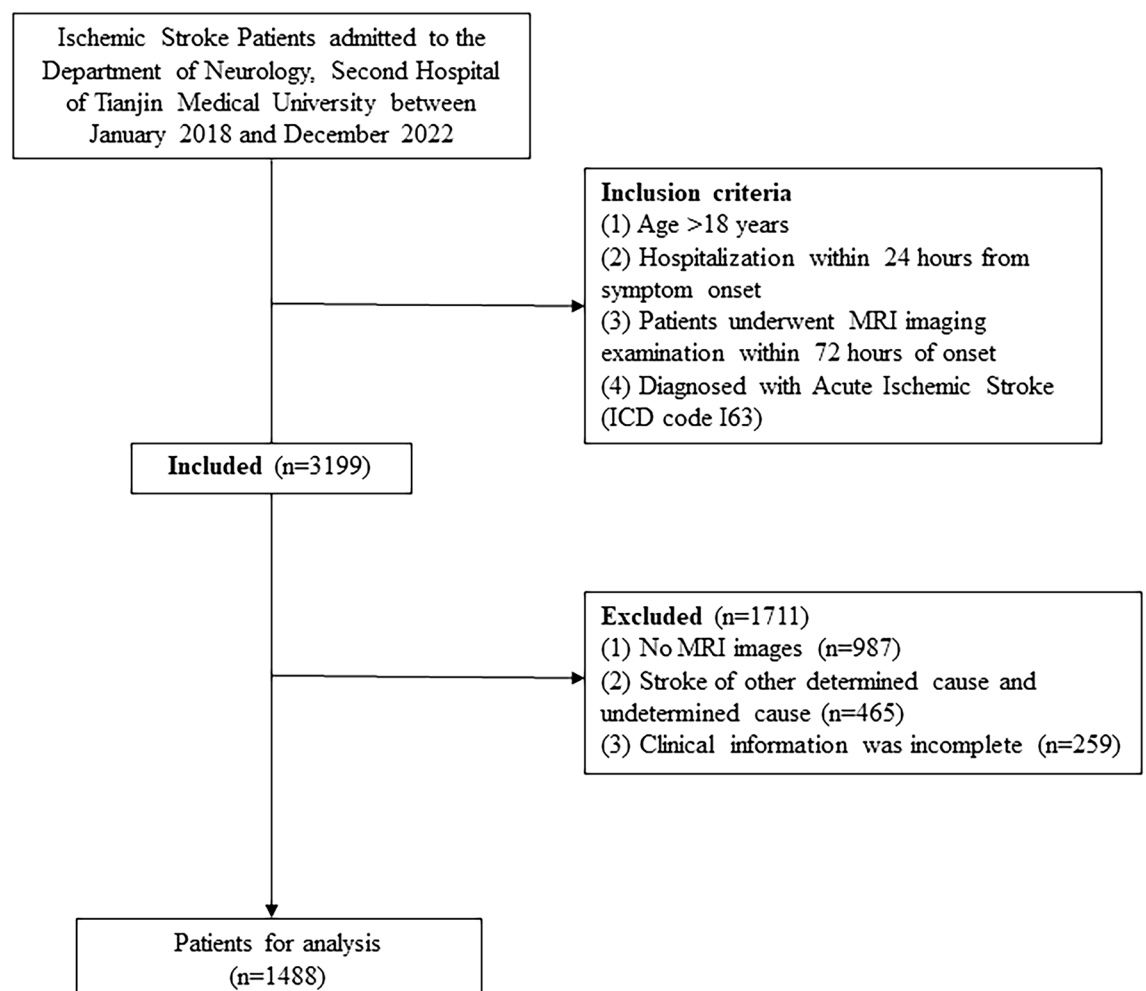 Ischemic Stroke Patients admitted to the
Department of Neurology, Second Hospital
of Tianjin Medical University between
January 2018 and December 2022
Inclusion criteria
(1) Age >18 years
(2) Hospitalization within 24 hours from
symptom onset
(3) Patients underwent MRI imaging
examination within 72 hours of onset
(4) Diagnosed with Acute Ischemic Stroke
(ICD code I63)
Included (n=3199)
Excluded (n=1711)
(1) No MRI images (n=987)
(2) Stroke of other determined cause and
undetermined cause (n=465)
(3) Clinical information was incomplete (n=259)
Patients for analysis
(n=1488)